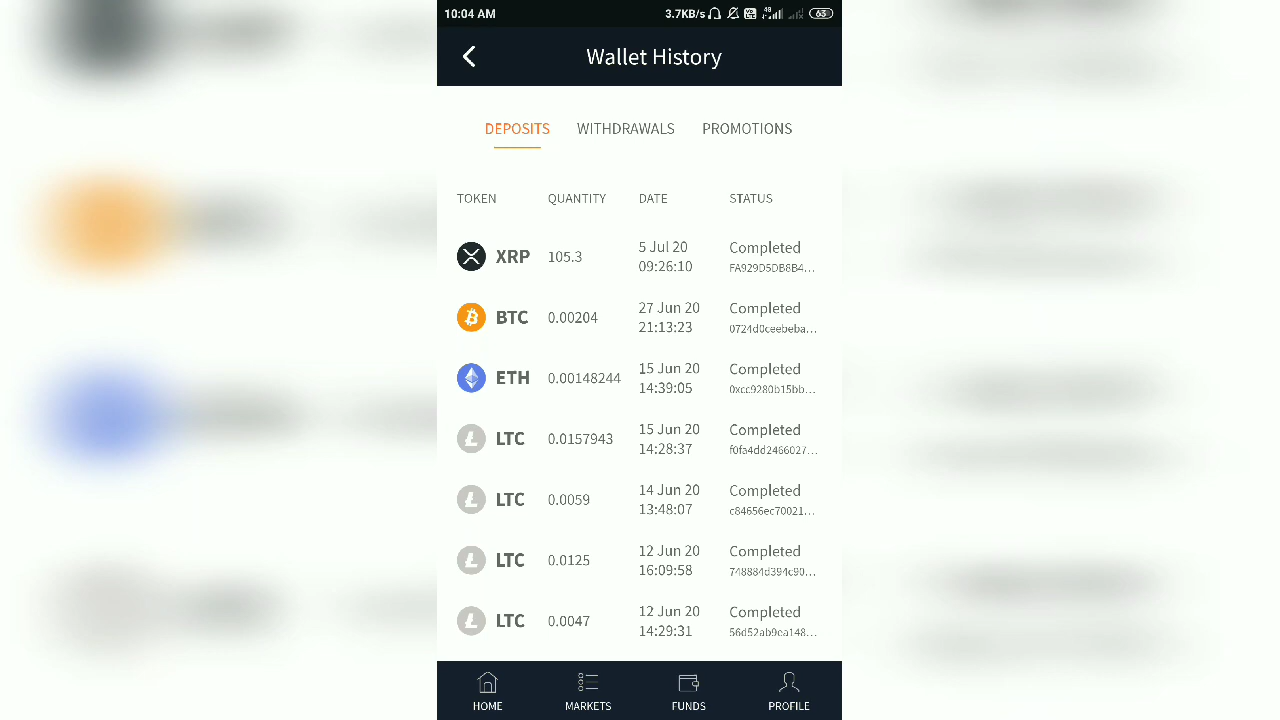 10:04 AM 3.7KB/s 4G 63
Wallet History
DEPOSITS WITHDRAWALS PROMOTIONS
TOKEN QUANTITY DATE STATUS
XRP 105.3 5 Jul 20 09:26:10 Completed FA929D5DB8B4...
BTC 0.00204 27 Jun 20 21:13:23 Completed 0724d0ceebeba...
ETH 0.00148244 15 Jun 20 14:39:05 Completed 0xcc9280b15bb...
LTC 0.0157943 15 Jun 20 14:28:37 Completed f0fa4dd2466027...
LTC 0.0059 14 Jun 20 13:48:07 Completed c84656ec70021...
LTC 0.0125 12 Jun 20 16:09:58 Completed 748884d394c90...
LTC 0.0047 12 Jun 20 14:29:31 Completed 56d52ab9ea148...
HOME MARKETS FUNDS PROFILE